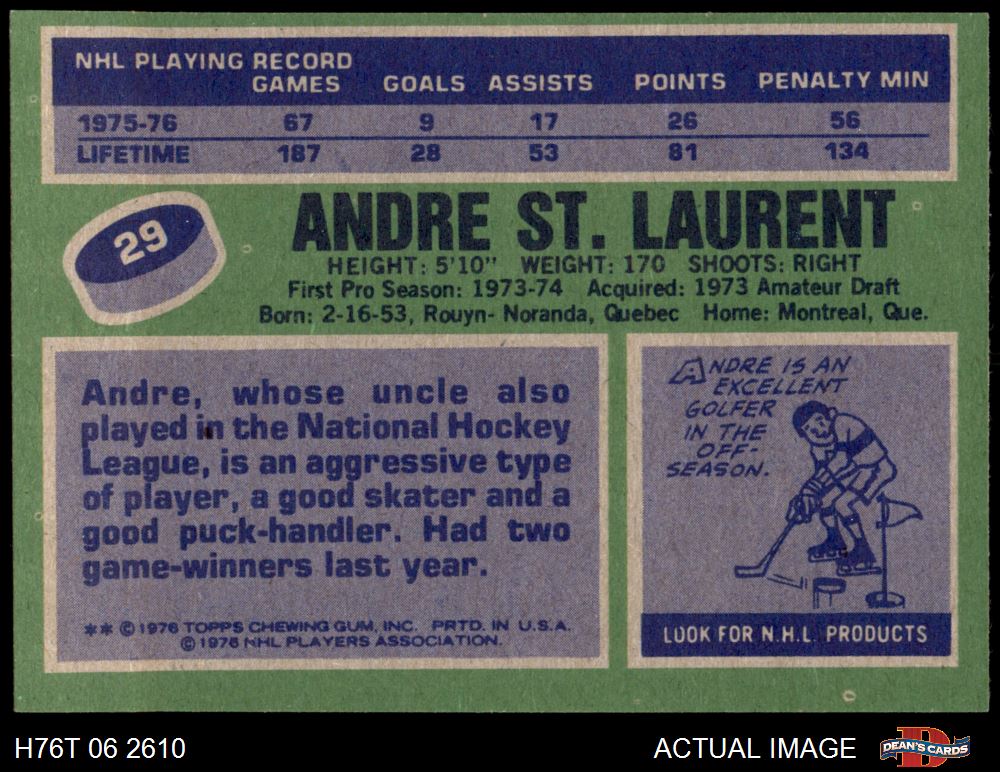 NHL PLAYING RECORD
GAMES GOALS ASSISTS POINTS PENALTY MIN
1975-76 67 9 17 26 56
LIFETIME 187 28 53 81 134
29
ANDRE ST. LAURENT
HEIGHT: 5'10" WEIGHT: 170 SHOOTS: RIGHT
First Pro Season: 1973-74 Acquired: 1973 Amateur Draft
Born: 2-16-53, Rouyn- Noranda, Quebec Home: Montreal, Que.
Andre, whose uncle also
played in the National Hockey
League, is an aggressive type
of player, a good skater and a
good puck-handler. Had two
game-winners last year.
** © 1976 TOPPS CHEWING GUM, INC. PRTD. IN U.S.A.
© 1976 NHL PLAYERS ASSOCIATION.
ANDRE IS AN
EXCELLENT
GOLFER
IN THE
OFF-
SEASON.
LOOK FOR N.H.L. PRODUCTS
H76T 06 2610 ACTUAL IMAGE
D
DEAN'S CARDS